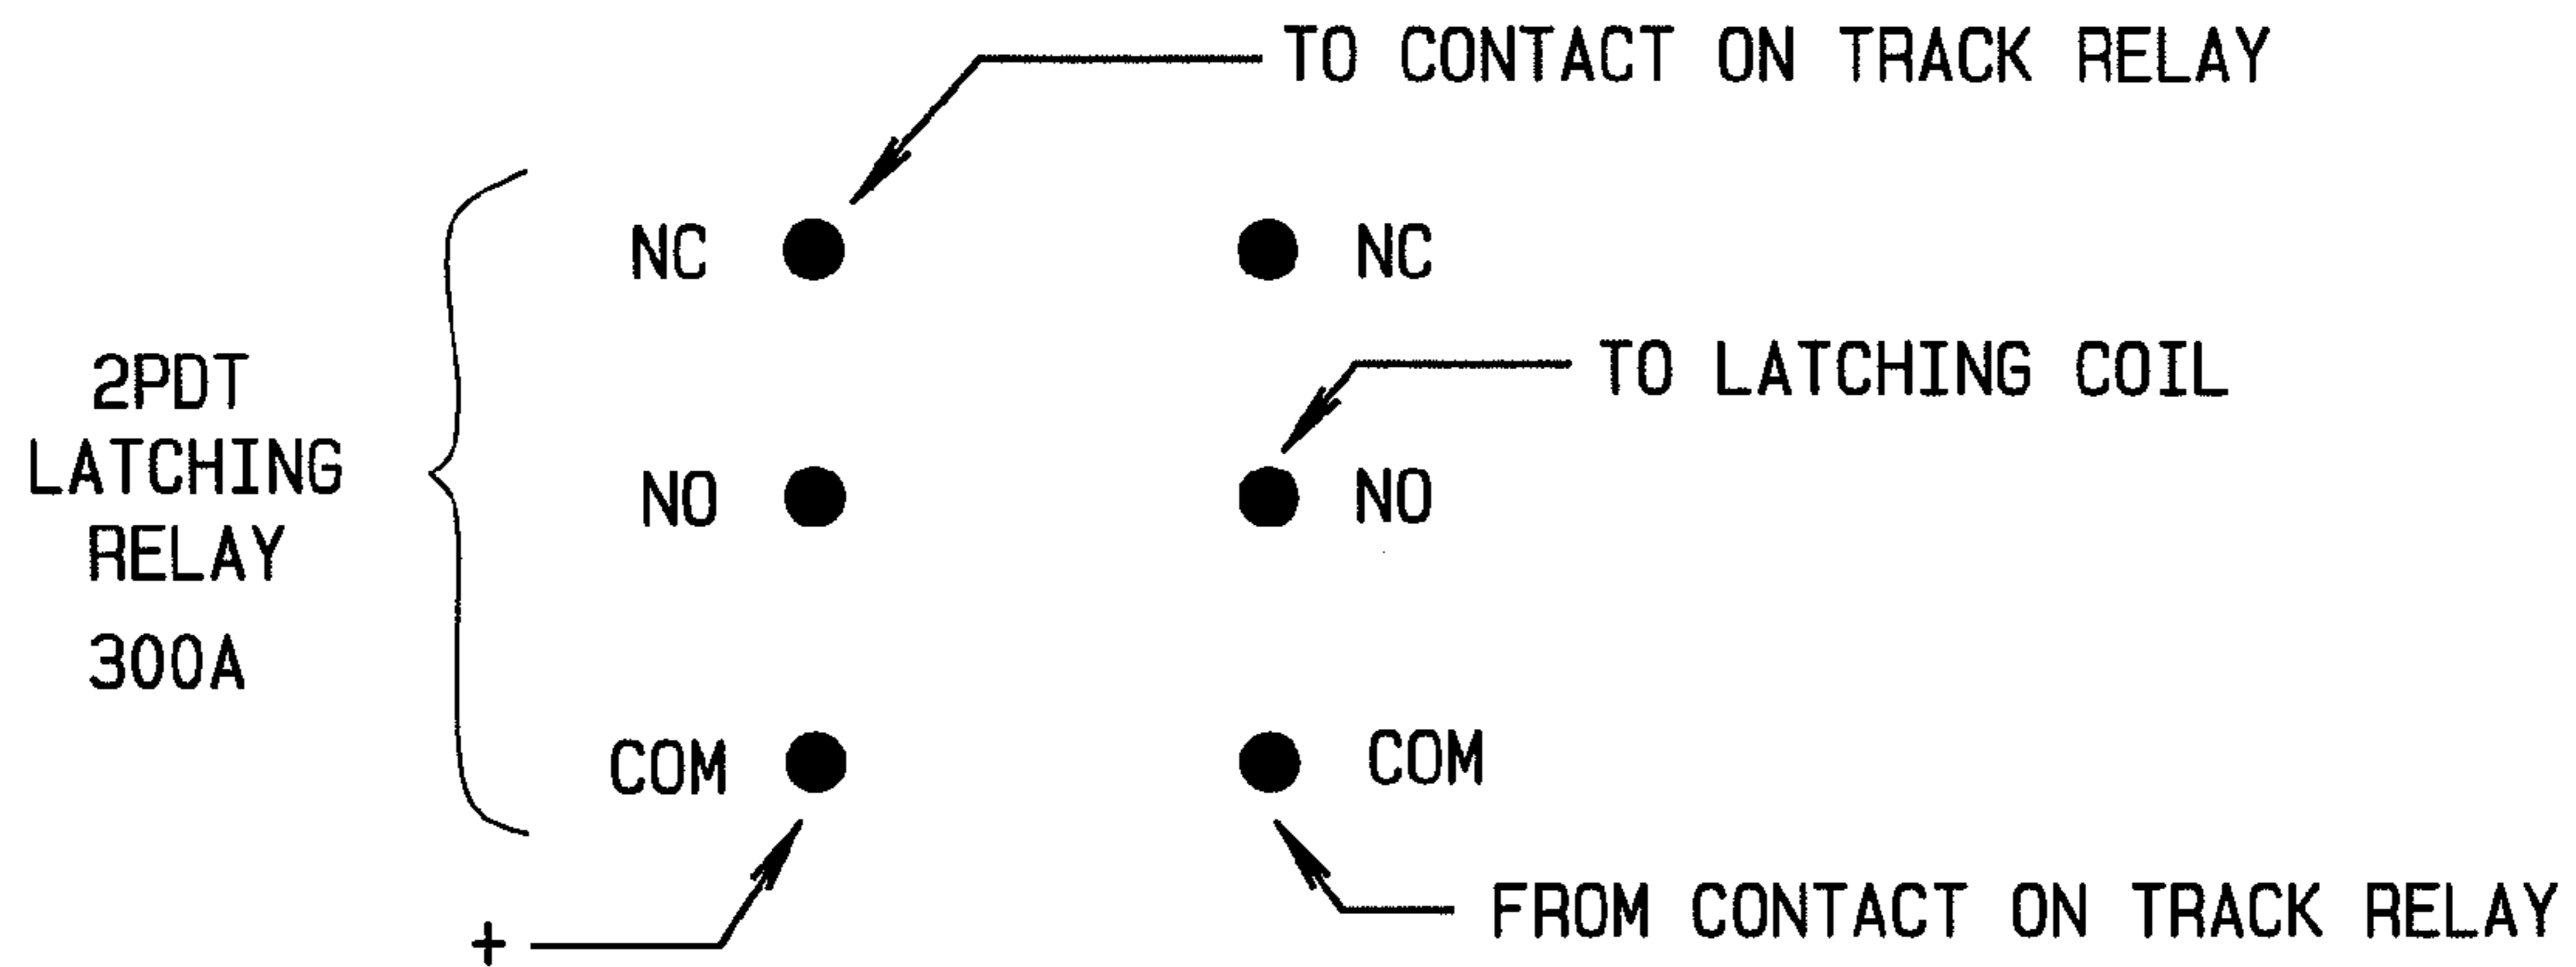 TO CONTACT ON TRACK RELAY
NC
NC
2PDT
LATCHING
RELAY
300A
TO LATCHING COIL
NO
NO
COM
COM
+
FROM CONTACT ON TRACK RELAY